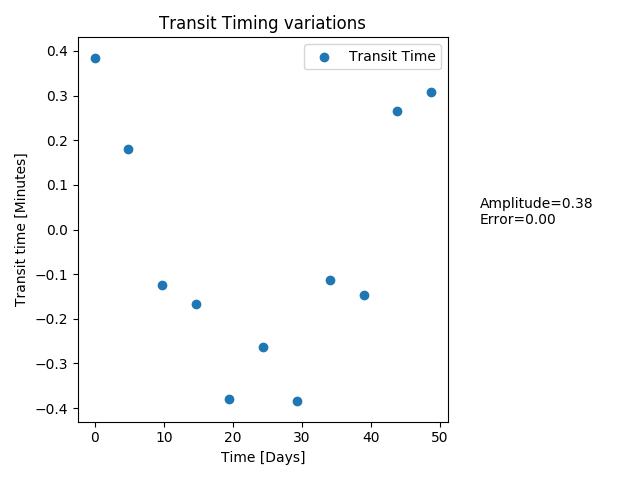 Transit Timing variations
Transit Time
0.4
0.3
0.2
0.1
0.0
−0.1
−0.2
−0.3
−0.4
Transit time [Minutes]
Amplitude=0.38
Error=0.00
0 10 20 30 40 50
Time [Days]